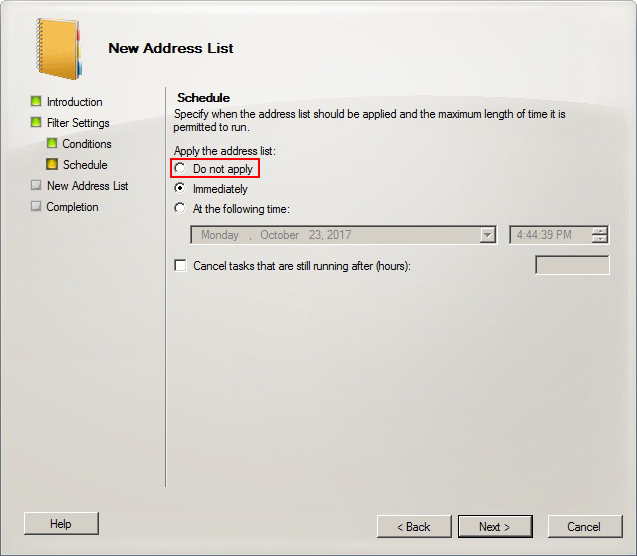 New Address List
Introduction
Filter Settings
Conditions
Schedule
New Address List
Completion
Schedule
Specify when the address list should be applied and the maximum length of time it is
permitted to run.
Apply the address list:
Do not apply
Immediately
At the following time:
Monday , October 23, 2017
4:44:39 PM
Cancel tasks that are still running after (hours):
Help
< Back
Next >
Cancel